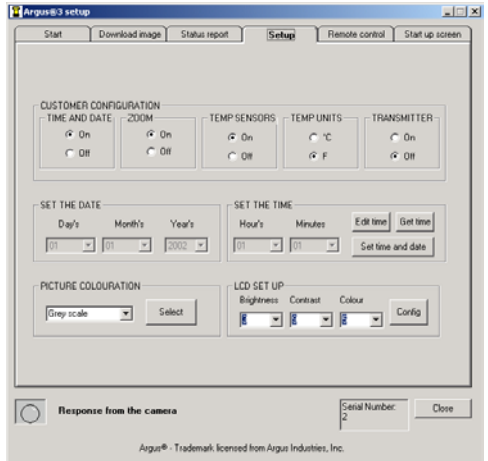 Argus®3 setup
Start Download image Status report Setup Remote control Start up screen
CUSTOMER CONFIGURATION
TIME AND DATE ZOOM TEMP SENSORS TEMP UNITS TRANSMITTER
On On On °C On
Off Off Off F Off
SET THE DATE SET THE TIME
Day's Month's Year's Hour's Minutes Edit time Get time
01 01 2002 01 01 Set time and date
PICTURE COLOURATION LCD SET UP
Brightness Contrast Colour
Grey scale Select Config
Response from the camera Serial Number: Close
2
Argus® - Trademark licensed from Argus Industries, Inc.